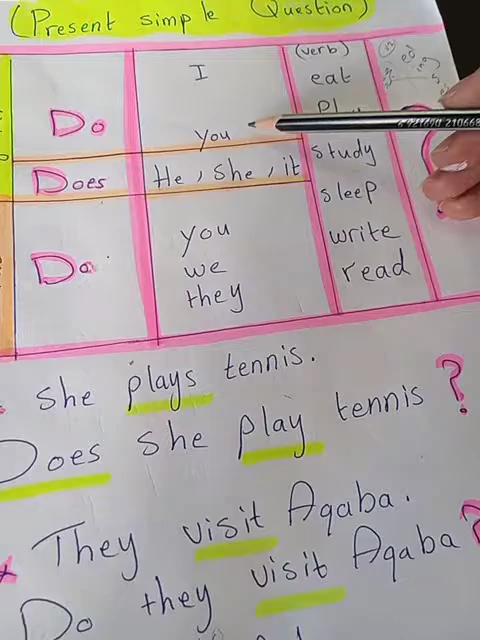 (Present simple (Question)
I (verb)
eat
Do you
Does He, she, it study
sleep
Do you write
we read
they
She plays tennis.
Does she play tennis ?
They visit Aqaba.
Do they visit Aqaba ?